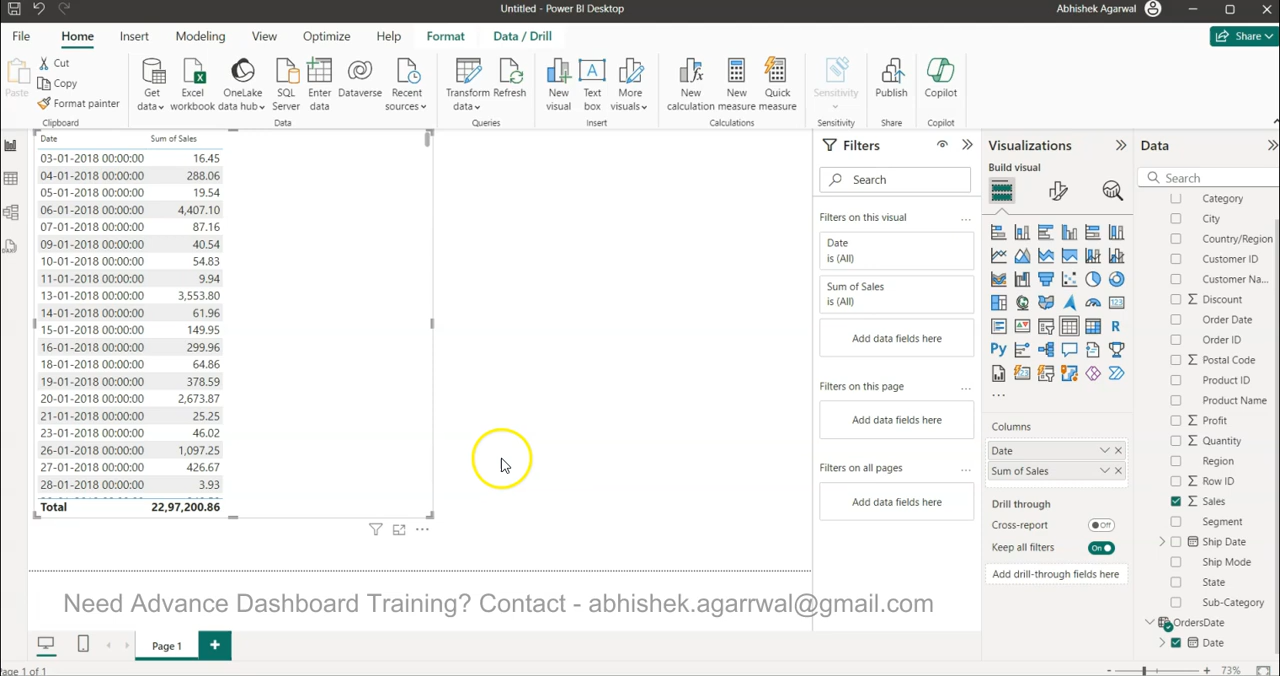 Untitled - Power BI Desktop
Abhishek Agarwal
File Home Insert Modeling View Optimize Help Format Data / Drill Share
Paste
Cut
Copy
Format painter
Get data
Excel workbook
OneLake data hub
SQL Server
Enter data
Dataverse
Recent sources
Transform data
Refresh
New visual
Text box
More visuals
New calculation
New measure
Quick measure
Sensitivity
Publish
Copilot
Clipboard Data Queries Insert Calculations Sensitivity Share Copilot
Date Sum of Sales
03-01-2018 00:00:00 16.45
04-01-2018 00:00:00 288.06
05-01-2018 00:00:00 19.54
06-01-2018 00:00:00 4,407.10
07-01-2018 00:00:00 87.16
09-01-2018 00:00:00 40.54
10-01-2018 00:00:00 54.83
11-01-2018 00:00:00 9.94
13-01-2018 00:00:00 3,553.80
14-01-2018 00:00:00 61.96
15-01-2018 00:00:00 149.95
16-01-2018 00:00:00 299.96
18-01-2018 00:00:00 64.86
19-01-2018 00:00:00 378.59
20-01-2018 00:00:00 2,673.87
21-01-2018 00:00:00 25.25
23-01-2018 00:00:00 46.02
26-01-2018 00:00:00 1,097.25
27-01-2018 00:00:00 426.67
28-01-2018 00:00:00 3.93
Total 22,97,200.86
Filters
Search
Filters on this visual ...
Date
is (All)
Sum of Sales
is (All)
Add data fields here
Filters on this page ...
Add data fields here
Filters on all pages ...
Add data fields here
Visualizations
Build visual
R
Py
123
...
Columns
Date
Sum of Sales
Drill through
Cross-report Off
Keep all filters On
Add drill-through fields here
Data
Search
Category
City
Country/Region
Customer ID
Customer Na...
Discount
Order Date
Order ID
Postal Code
Product ID
Product Name
Profit
Quantity
Region
Row ID
Sales
Segment
Ship Date
Ship Mode
State
Sub-Category
OrdersDate
Date
Need Advance Dashboard Training? Contact - abhishek.agarrwal@gmail.com
Page 1
Page 1 of 1
73%